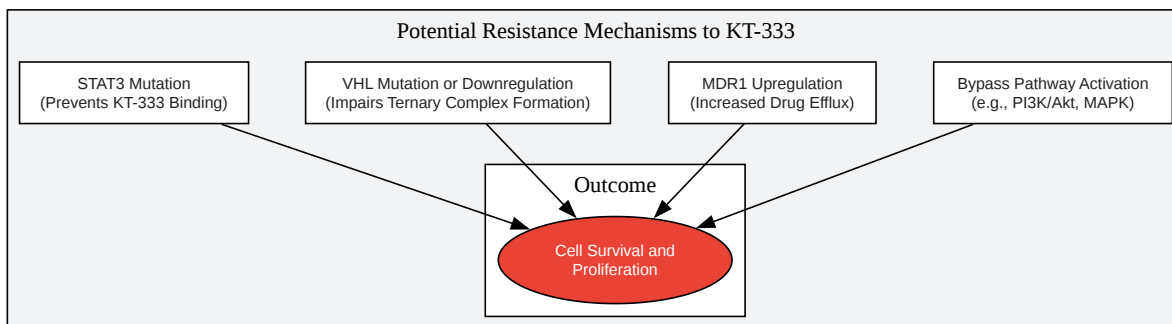 Potential Resistance Mechanisms to KT-333
STAT3 Mutation
(Prevents KT-333 Binding)
VHL Mutation or Downregulation
(Impairs Ternary Complex Formation)
MDR1 Upregulation
(Increased Drug Efflux)
Bypass Pathway Activation
(e.g., PI3K/Akt, MAPK)
Outcome
Cell Survival and
Proliferation